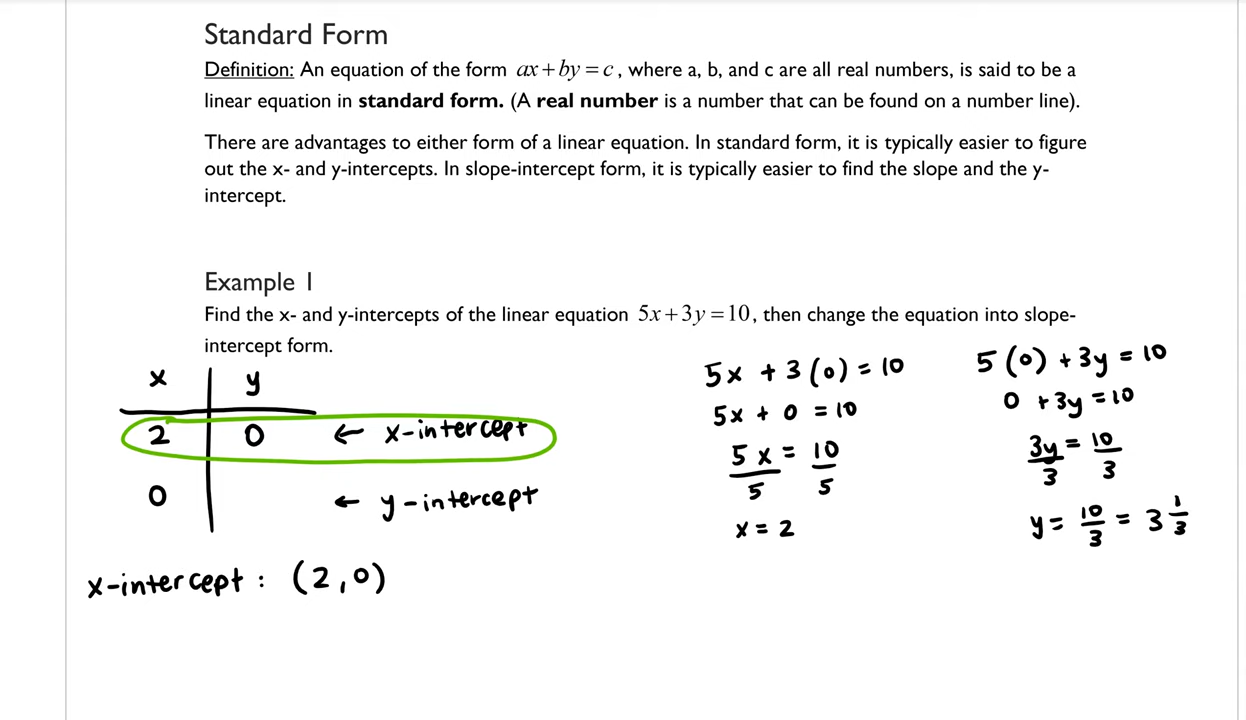 Standard Form
Definition: An equation of the form ax + by = c, where a, b, and c are all real numbers, is said to be a
linear equation in standard form. (A real number is a number that can be found on a number line).
There are advantages to either form of a linear equation. In standard form, it is typically easier to figure
out the x- and y-intercepts. In slope-intercept form, it is typically easier to find the slope and the y-
intercept.
Example 1
Find the x- and y-intercepts of the linear equation 5x + 3y = 10, then change the equation into slope-
intercept form.
x y
2 0 ← x-intercept
0 ← y-intercept
x-intercept: (2,0)
5x + 3(0) = 10
5x + 0 = 10
5x/5 = 10/5
x = 2
5(0) + 3y = 10
0 + 3y = 10
3y/3 = 10/3
y = 10/3 = 3 1/3